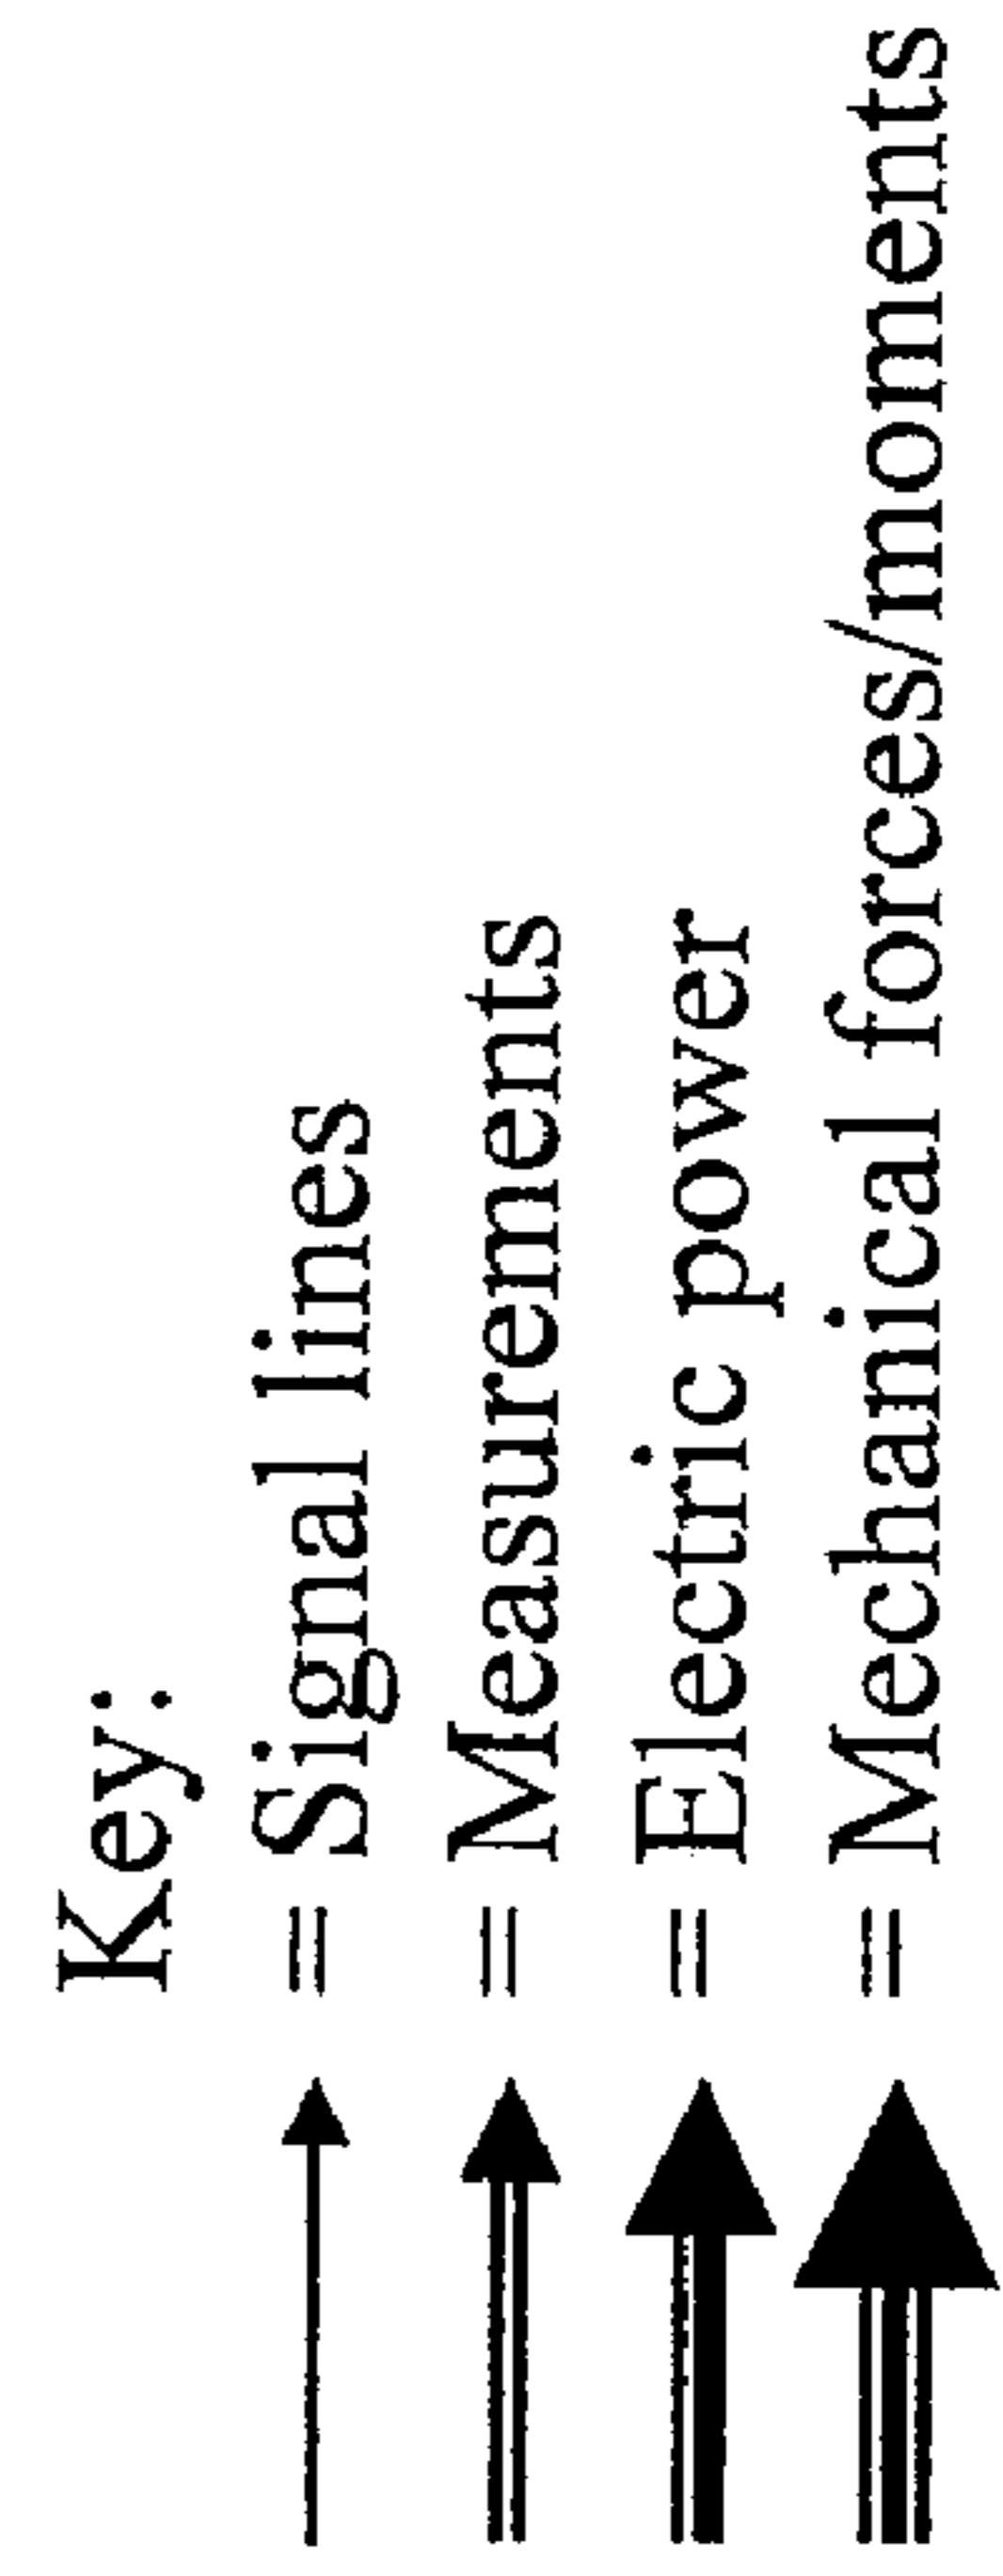 Key:
= Signal lines
= Measurements
= Electric power
= Mechanical forces/moments